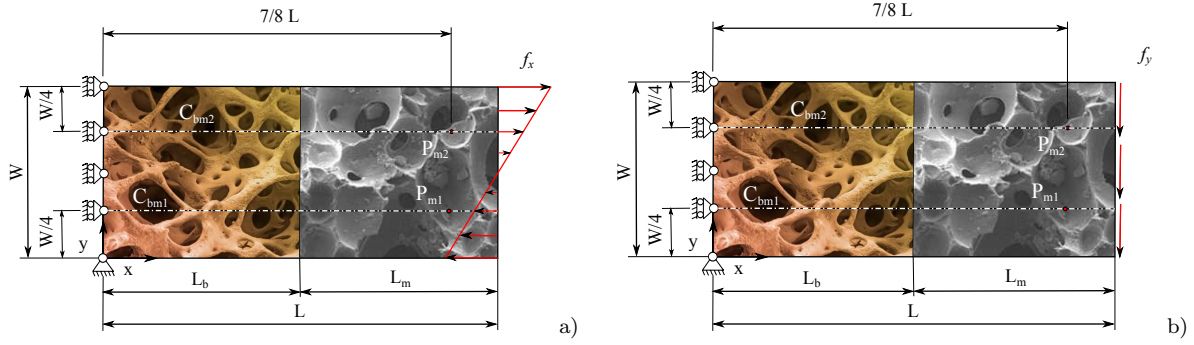 7/8 L
f_x
W/4
C_bm2
P_m2
W
C_bm1
P_m1
W/4
y
x
L_b
L_m
L
a)
7/8 L
f_y
W/4
C_bm2
P_m2
W
C_bm1
P_m1
W/4
y
x
L_b
L_m
L
b)